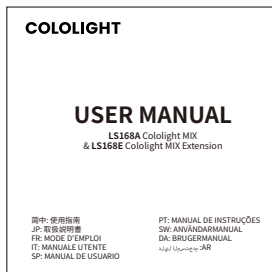 COLOLIGHT
USER MANUAL
LS168A Cololight MIX
& LS168E Cololight MIX Extension
简中: 使用指南
JP: 取扱説明書
FR: MODE D'EMPLOI
IT: MANUALE UTENTE
SP: MANUAL DE USUARIO
PT: MANUAL DE INSTRUÇÕES
SW: ANVÄNDARMANUAL
DA: BRUGERMANUAL
:AR